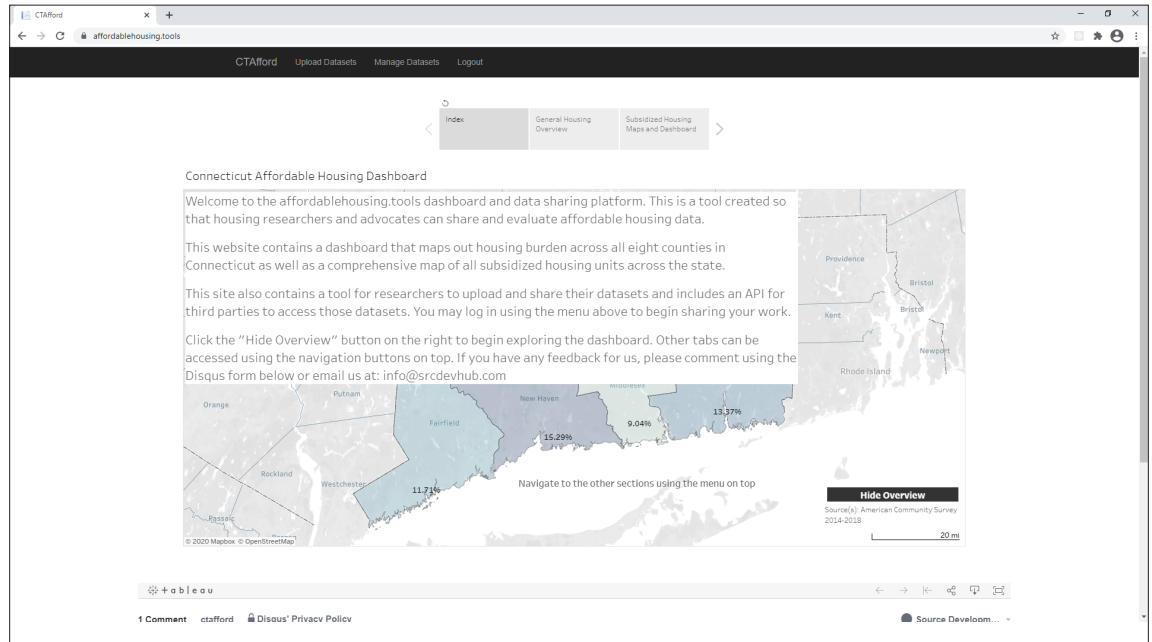 CTAfford
affordablehousing.tools
CTAfford Upload Datasets Manage Datasets Logout
Index
General Housing
Overview
Subsidized Housing
Maps and Dashboard
Connecticut Affordable Housing Dashboard
Welcome to the affordablehousing.tools dashboard and data sharing platform. This is a tool created so
that housing researchers and advocates can share and evaluate affordable housing data.
This website contains a dashboard that maps out housing burden across all eight counties in
Connecticut as well as a comprehensive map of all subsidized housing units across the state.
This site also contains a tool for researchers to upload and share their datasets and includes an API for
third parties to access those datasets. You may log in using the menu above to begin sharing your work.
Click the "Hide Overview" button on the right to begin exploring the dashboard. Other tabs can be
accessed using the navigation buttons on top. If you have any feedback for us, please comment using the
Disqus form below or email us at: info@srcdevhub.com
Providence
Bristol
Kent
Bristol
Newport
Rhode Island
Middlesex
Putnam
New Haven
Orange
13.37%
Fairfield
9.04%
15.29%
Rockland
Westchester
11.71%
Navigate to the other sections using the menu on top
Hide Overview
Source(s): American Community Survey
2014-2018
Passaic
20 mi
© 2020 Mapbox © OpenStreetMap
+ableau
1 Comment ctafford Disqus' Privacy Policy
Source Developm...